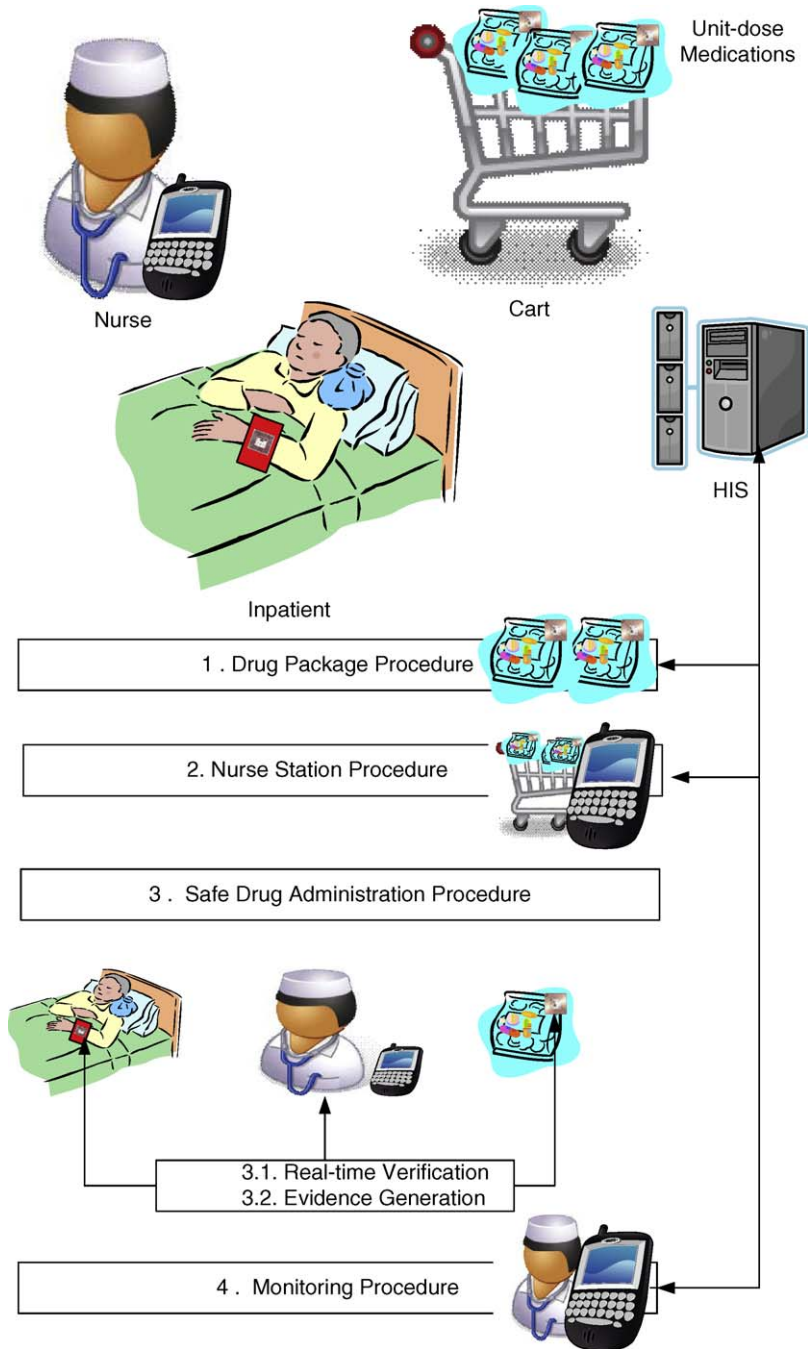 Unit-dose
Medications
Nurse
Cart
HIS
Inpatient
1 . Drug Package Procedure
2. Nurse Station Procedure
3 . Safe Drug Administration Procedure
3.1. Real-time Verification
3.2. Evidence Generation
4 . Monitoring Procedure